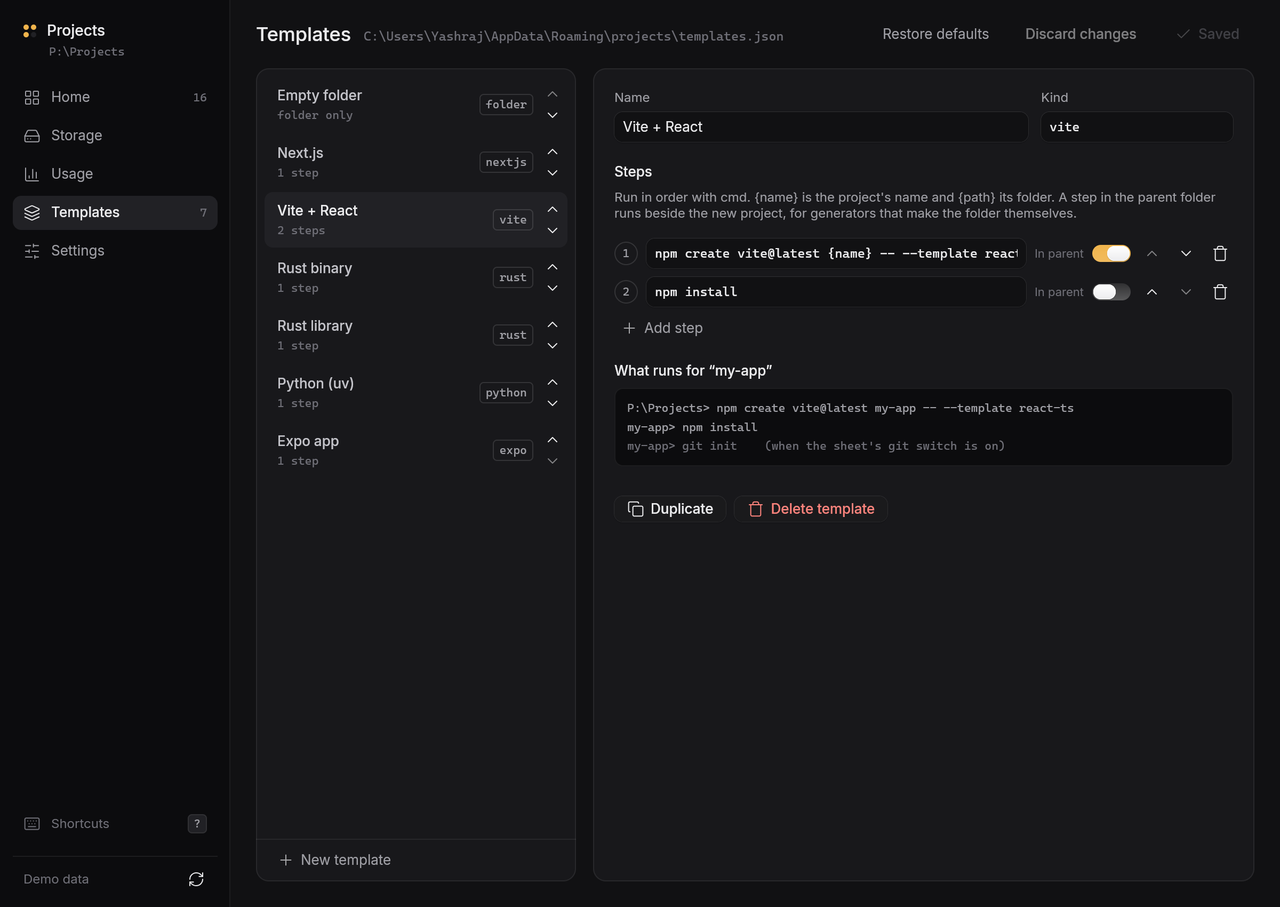 Projects
P:\Projects
Home 16
Storage
Usage
Templates 7
Settings
Shortcuts ?
Demo data
Templates C:\Users\Yashraj\AppData\Roaming\projects\templates.json
Restore defaults
Discard changes
Saved
Empty folder
folder only
folder
Next.js
1 step
nextjs
Vite + React
2 steps
vite
Rust binary
1 step
rust
Rust library
1 step
rust
Python (uv)
1 step
python
Expo app
1 step
expo
New template
Name
Vite + React
Kind
vite
Steps
Run in order with cmd. {name} is the project's name and {path} its folder. A step in the parent folder
runs beside the new project, for generators that make the folder themselves.
1 npm create vite@latest {name} -- --template react In parent
2 npm install In parent
Add step
What runs for “my-app”
P:\Projects> npm create vite@latest my-app -- --template react-ts
my-app> npm install
my-app> git init (when the sheet's git switch is on)
Duplicate
Delete template